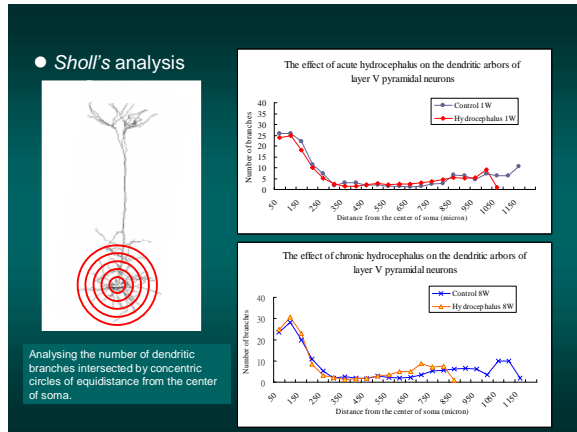 Sholl's analysis
Analysing the number of dendritic
branches intersected by concentric
circles of equidistance from the center
of soma.
The effect of acute hydrocephalus on the dendritic arbors of
layer V pyramidal neurons
Control 1W
Hydrocephalus 1W
Number of branches
40
35
30
25
20
15
10
5
0
50 150 250 350 450 550 650 750 850 950 1050 1150
Distance from the center of soma (micron)
The effect of chronic hydrocephalus on the dendritic arbors of
layer V pyramidal neurons
Control 8W
Hydrocephalus 8W
Number of branches
40
30
20
10
0
50 150 250 350 450 550 650 750 850 950 1050 1150
Distance from the center of soma (micron)